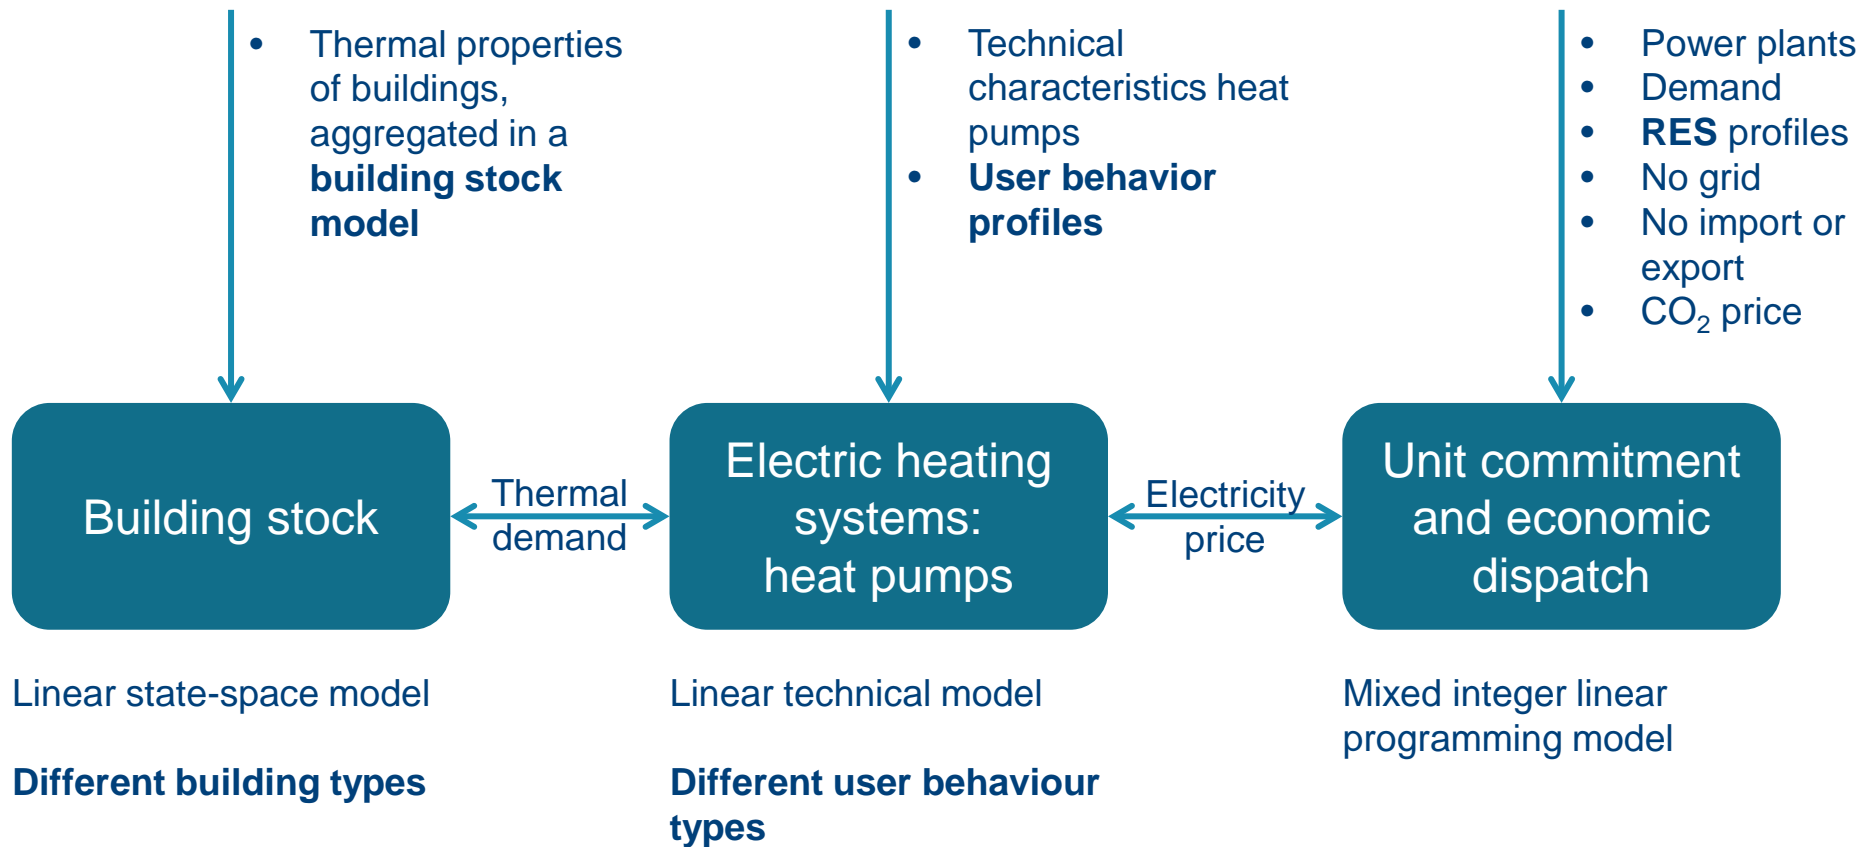 • Thermal properties
of buildings,
aggregated in a
building stock
model
• Technical
characteristics heat
pumps
• User behavior
profiles
• Power plants
• Demand
• RES profiles
• No grid
• No import or
export
• CO₂ price
Building stock
Thermal
demand
Electric heating
systems:
heat pumps
Electricity
price
Unit commitment
and economic
dispatch
Linear state-space model
Different building types
Linear technical model
Different user behaviour
types
Mixed integer linear
programming model